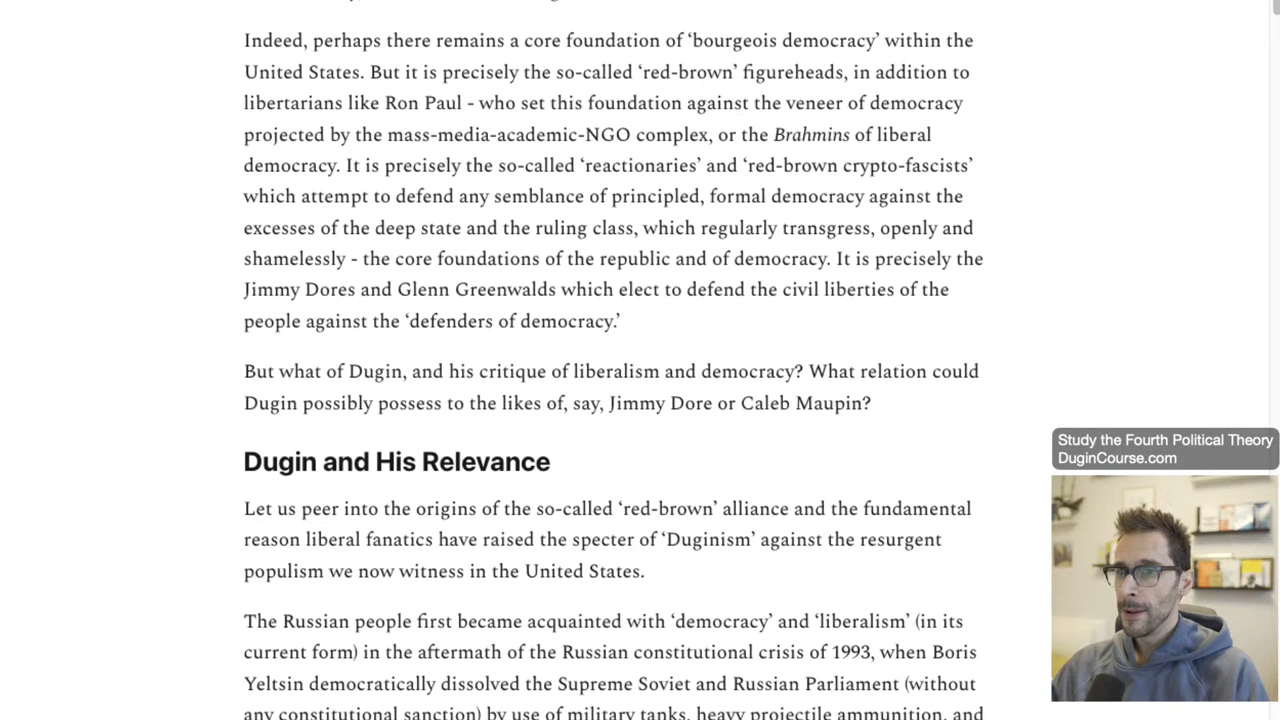 Indeed, perhaps there remains a core foundation of ‘bourgeois democracy’ within the
United States. But it is precisely the so-called ‘red-brown’ figureheads, in addition to
libertarians like Ron Paul - who set this foundation against the veneer of democracy
projected by the mass-media-academic-NGO complex, or the Brahmins of liberal
democracy. It is precisely the so-called ‘reactionaries’ and ‘red-brown crypto-fascists’
which attempt to defend any semblance of principled, formal democracy against the
excesses of the deep state and the ruling class, which regularly transgress, openly and
shamelessly - the core foundations of the republic and of democracy. It is precisely the
Jimmy Dores and Glenn Greenwalds which elect to defend the civil liberties of the
people against the ‘defenders of democracy.’
But what of Dugin, and his critique of liberalism and democracy? What relation could
Dugin possibly possess to the likes of, say, Jimmy Dore or Caleb Maupin?
Dugin and His Relevance
Let us peer into the origins of the so-called ‘red-brown’ alliance and the fundamental
reason liberal fanatics have raised the specter of ‘Duginism’ against the resurgent
populism we now witness in the United States.
The Russian people first became acquainted with ‘democracy’ and ‘liberalism’ (in its
current form) in the aftermath of the Russian constitutional crisis of 1993, when Boris
Yeltsin democratically dissolved the Supreme Soviet and Russian Parliament (without
any constitutional sanction) by use of military tanks, heavy projectile ammunition, and
Study the Fourth Political Theory
DuginCourse.com